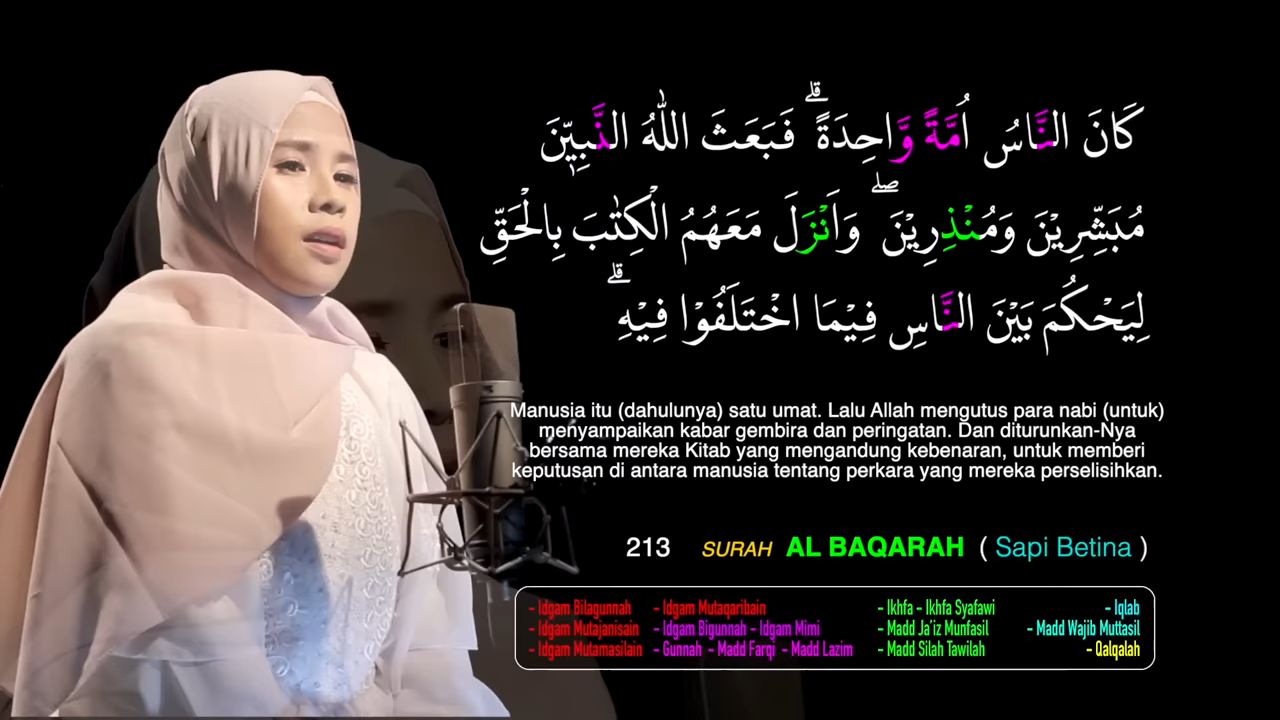 كَانَ النَّاسُ اُمَّةً وَّاحِدَةً ۗ فَبَعَثَ اللّٰهُ النَّبِيّٖنَ
مُبَشِّرِيْنَ وَمُنْذِرِيْنَ ۖ وَاَنْزَلَ مَعَهُمُ الْكِتٰبَ بِالْحَقِّ
لِيَحْكُمَ بَيْنَ النَّاسِ فِيْمَا اخْتَلَفُوْا فِيْهِ ۗ
Manusia itu (dahulunya) satu umat. Lalu Allah mengutus para nabi (untuk)
menyampaikan kabar gembira dan peringatan. Dan diturunkan-Nya
bersama mereka Kitab yang mengandung kebenaran, untuk memberi
keputusan di antara manusia tentang perkara yang mereka perselisihkan.
213 SURAH AL BAQARAH ( Sapi Betina )
- Idgam Bilagunnah - Idgam Mutaqaribain - Ikhfa - Ikhfa Syafawi - Iqlab
- Idgam Mutajanisain - Idgam Bigunnah - Idgam Mimi - Madd Ja'iz Munfasil - Madd Wajib Muttasil
- Idgam Mutamasilain - Gunnah - Madd Farqi - Madd Lazim - Madd Silah Tawilah - Qalqalah